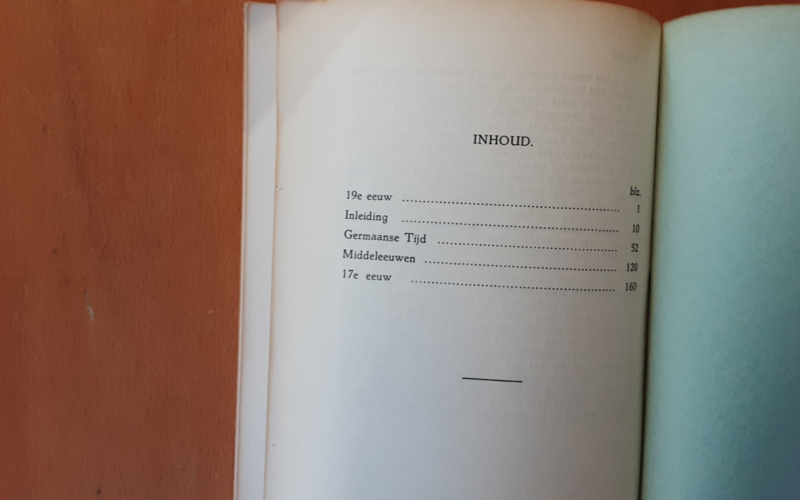 INHOUD.
blz.
19e eeuw ........................ 1
Inleiding ........................ 10
Germaanse Tijd ........................ 52
Middeleeuwen ........................ 120
17e eeuw ........................ 160